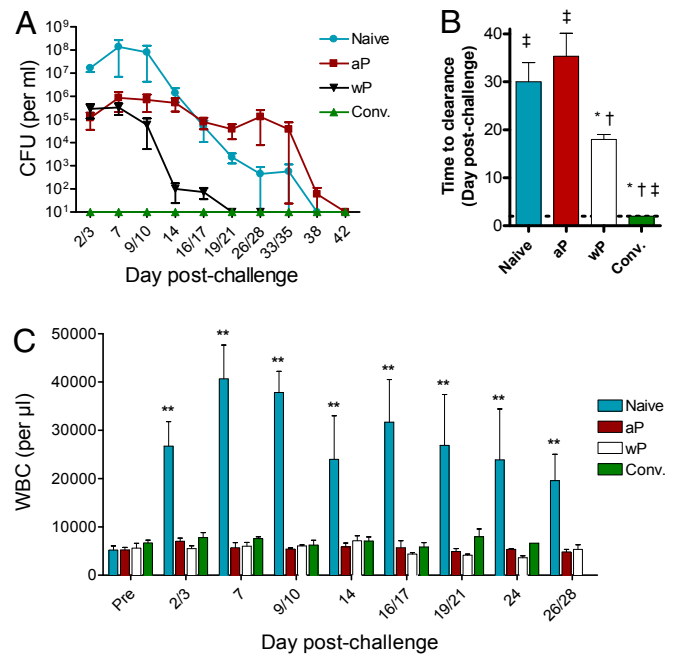 A
CFU (per ml)
10⁹
10⁸
10⁷
10⁶
10⁵
10⁴
10³
10²
10¹
2/3
7
9/10
14
16/17
19/21
26/28
33/35
38
42
Day post-challenge
Naive
aP
wP
Conv.
B
Time to clearance
(Day post-challenge)
40
30
20
10
0
‡
‡
* †
* † ‡
Naive
aP
wP
Conv.
C
WBC (per µl)
50000
40000
30000
20000
10000
0
**
**
**
**
**
**
**
**
Pre
2/3
7
9/10
14
16/17
19/21
24
26/28
Day post-challenge
Naive
aP
wP
Conv.